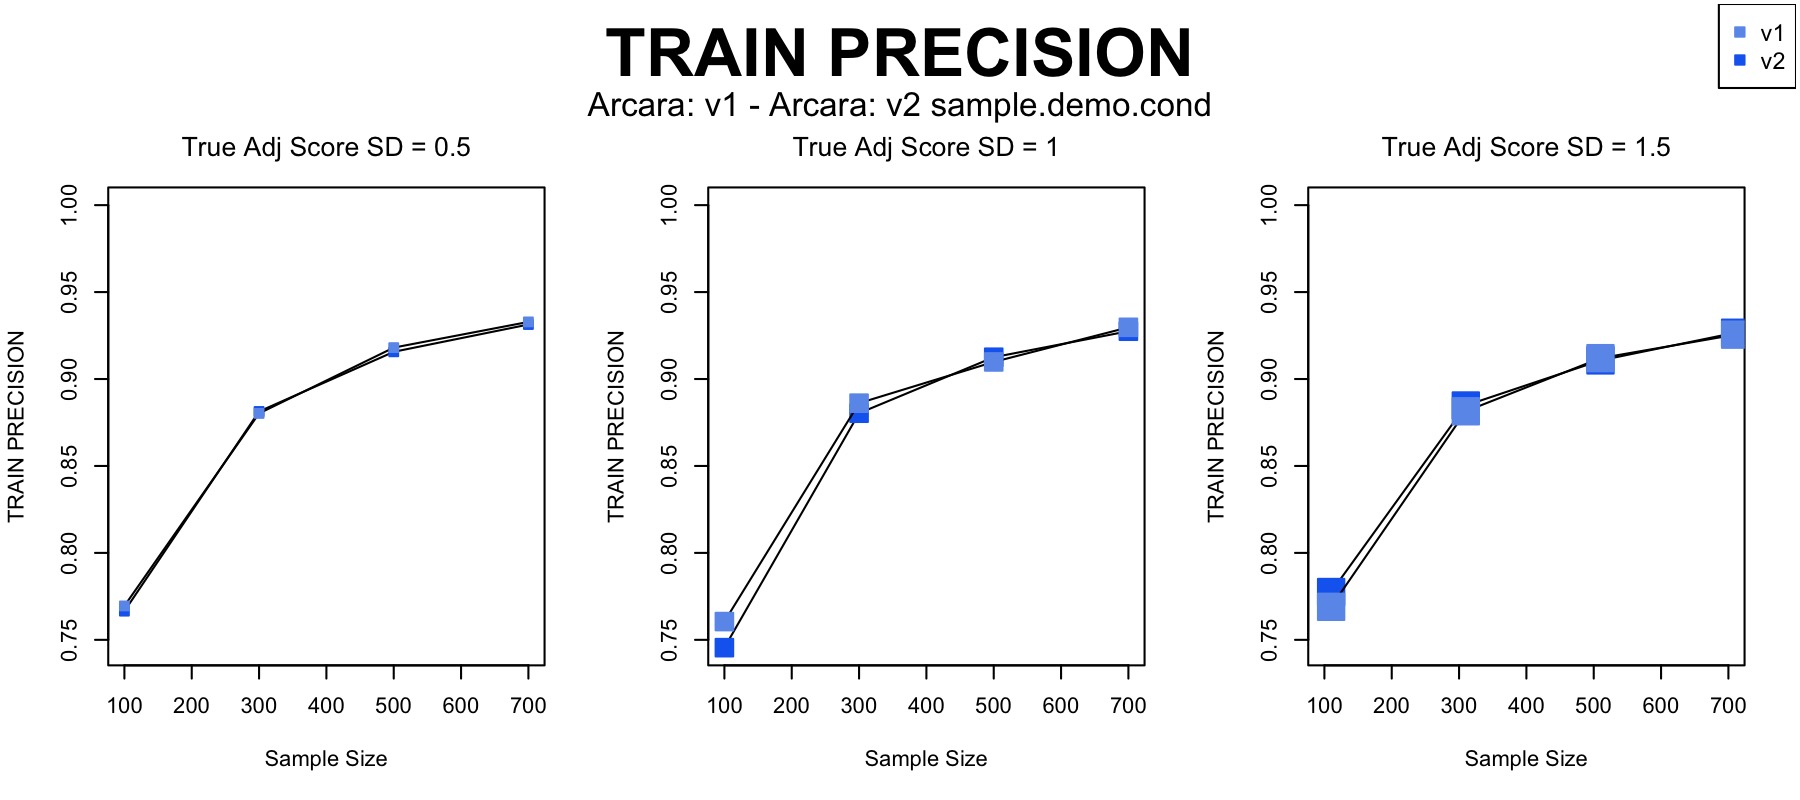 TRAIN PRECISION
Arcara: v1 - Arcara: v2 sample.demo.cond
v1
v2
True Adj Score SD = 0.5
TRAIN PRECISION
1.00
0.95
0.90
0.85
0.80
0.75
100 200 300 400 500 600 700
Sample Size
True Adj Score SD = 1
TRAIN PRECISION
1.00
0.95
0.90
0.85
0.80
0.75
100 200 300 400 500 600 700
Sample Size
True Adj Score SD = 1.5
TRAIN PRECISION
1.00
0.95
0.90
0.85
0.80
0.75
100 200 300 400 500 600 700
Sample Size